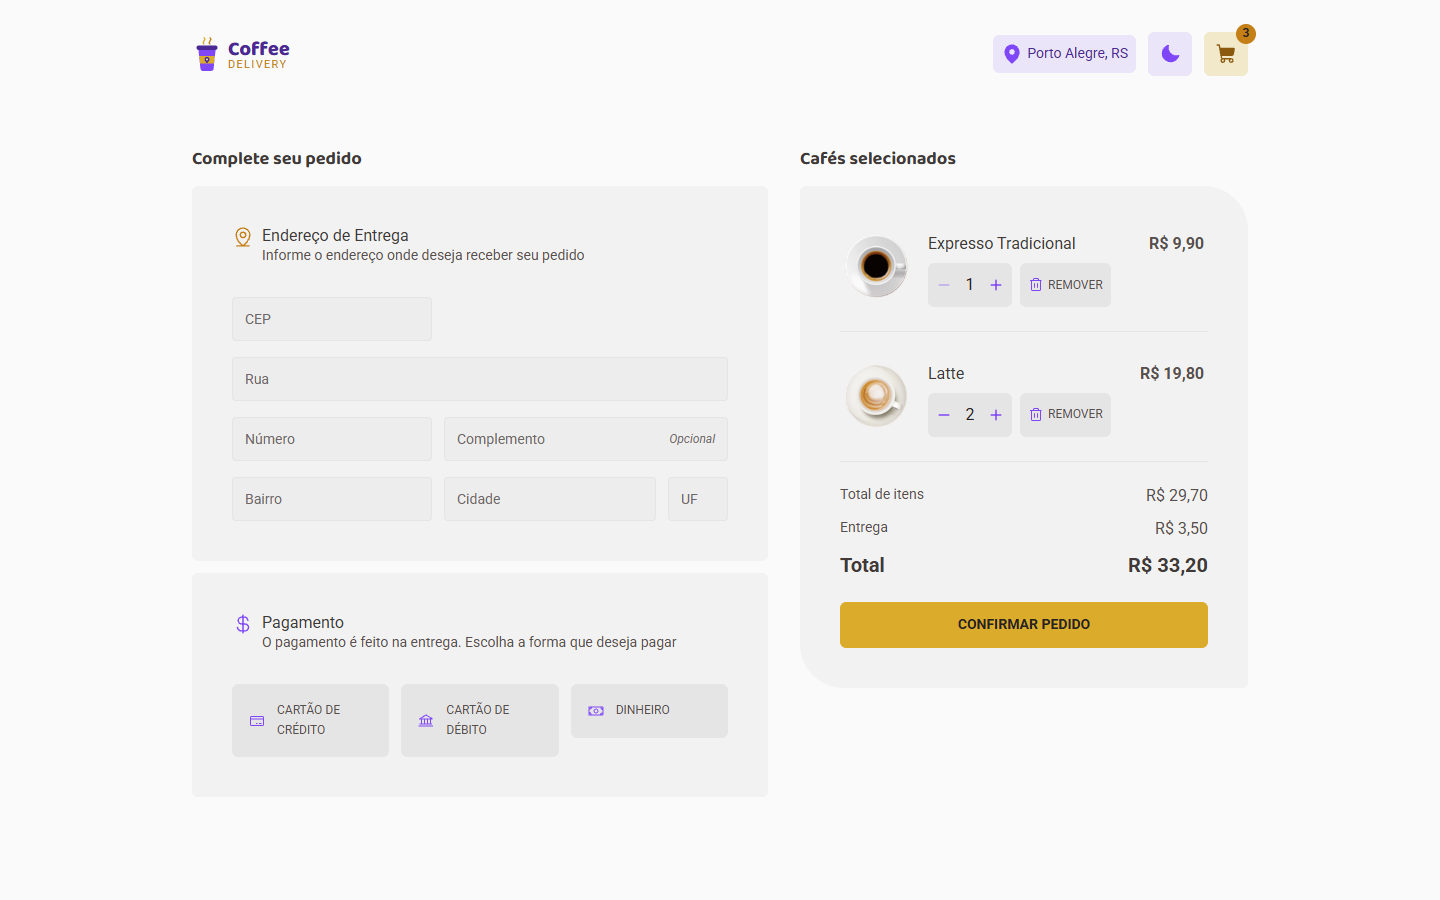 Coffee
DELIVERY
Porto Alegre, RS
3
Complete seu pedido
Endereço de Entrega
Informe o endereço onde deseja receber seu pedido
CEP
Rua
Número
Complemento
Opcional
Bairro
Cidade
UF
Pagamento
O pagamento é feito na entrega. Escolha a forma que deseja pagar
CARTÃO DE
CRÉDITO
CARTÃO DE
DÉBITO
DINHEIRO
Cafés selecionados
Expresso Tradicional
R$ 9,90
1
REMOVER
Latte
R$ 19,80
2
REMOVER
Total de itens
R$ 29,70
Entrega
R$ 3,50
Total
R$ 33,20
CONFIRMAR PEDIDO